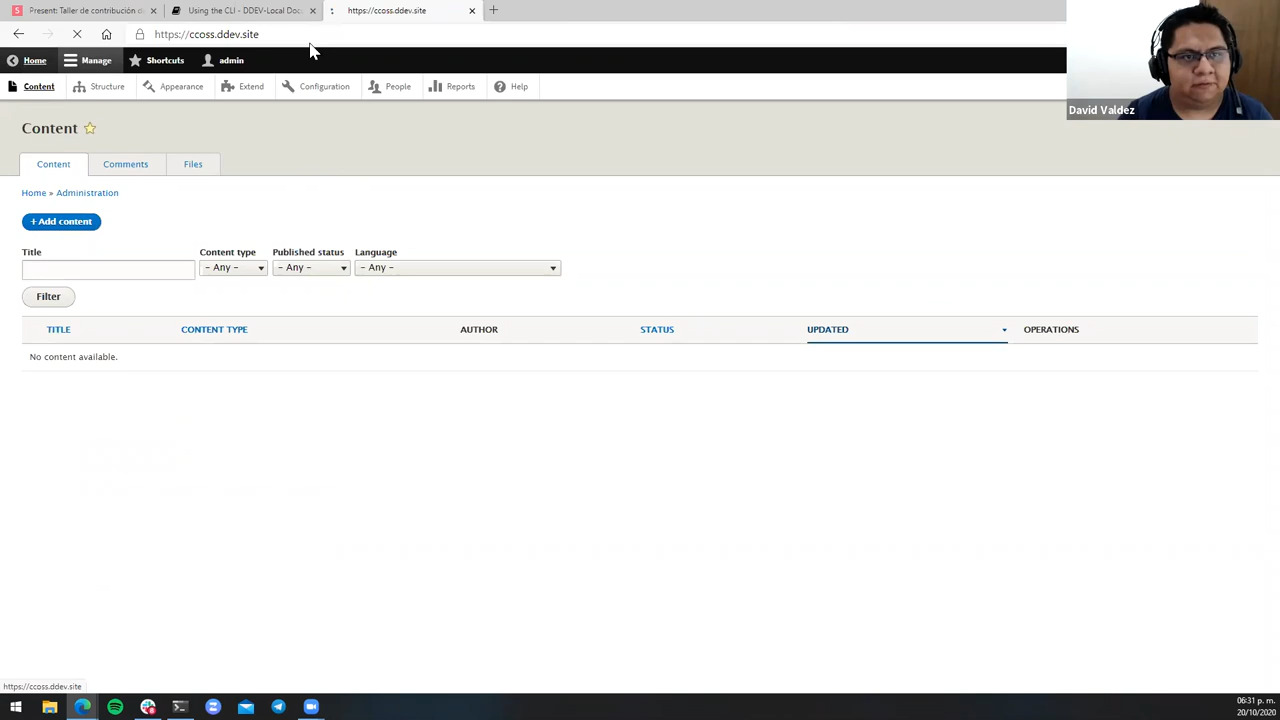 Present: Taller de contribución d
Using the CLI - DDEV-Local Doc
https://ccoss.ddev.site
https://ccoss.ddev.site
Home
Manage
Shortcuts
admin
Content
Structure
Appearance
Extend
Configuration
People
Reports
Help
David Valdez
Content
Content
Comments
Files
Home » Administration
+ Add content
Title
Content type
Published status
Language
- Any -
- Any -
- Any -
Filter
TITLE
CONTENT TYPE
AUTHOR
STATUS
UPDATED
OPERATIONS
No content available.
https://ccoss.ddev.site
06:31 p. m.
20/10/2020